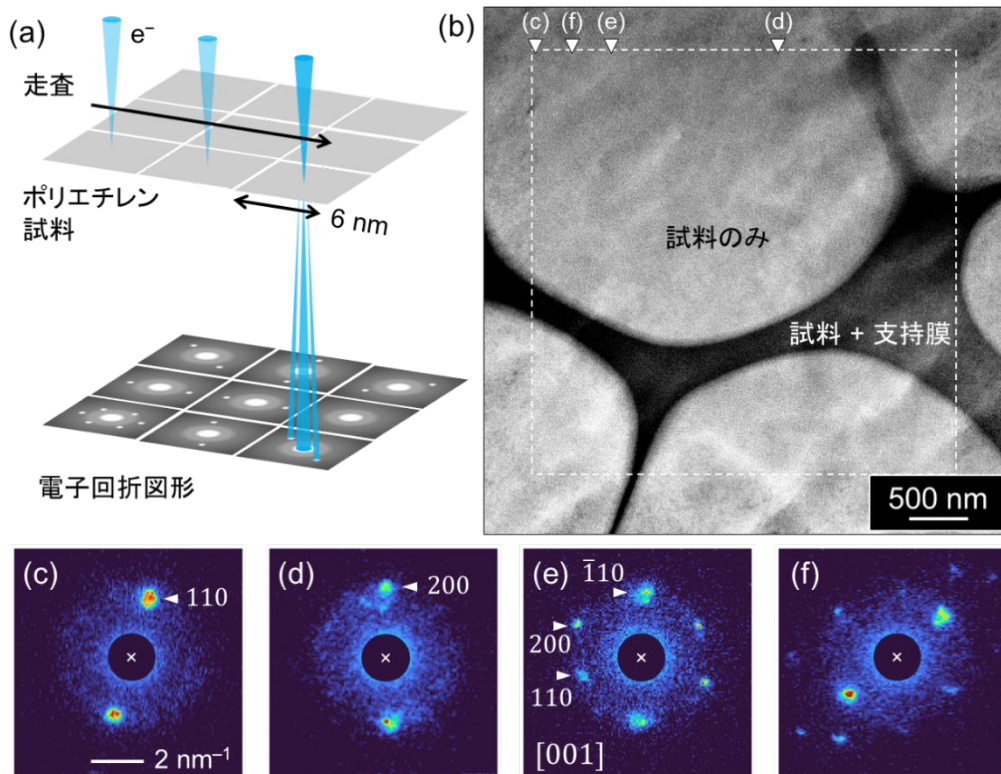 (a)
e⁻
走査
ポリエチレン
試料
6 nm
電子回折図形
(b)
(c) (f) (e) (d)
試料のみ
試料 + 支持膜
500 nm
(c)
110
2 nm⁻¹
(d)
200
(e)
1̅10
200
110
[001]
(f)